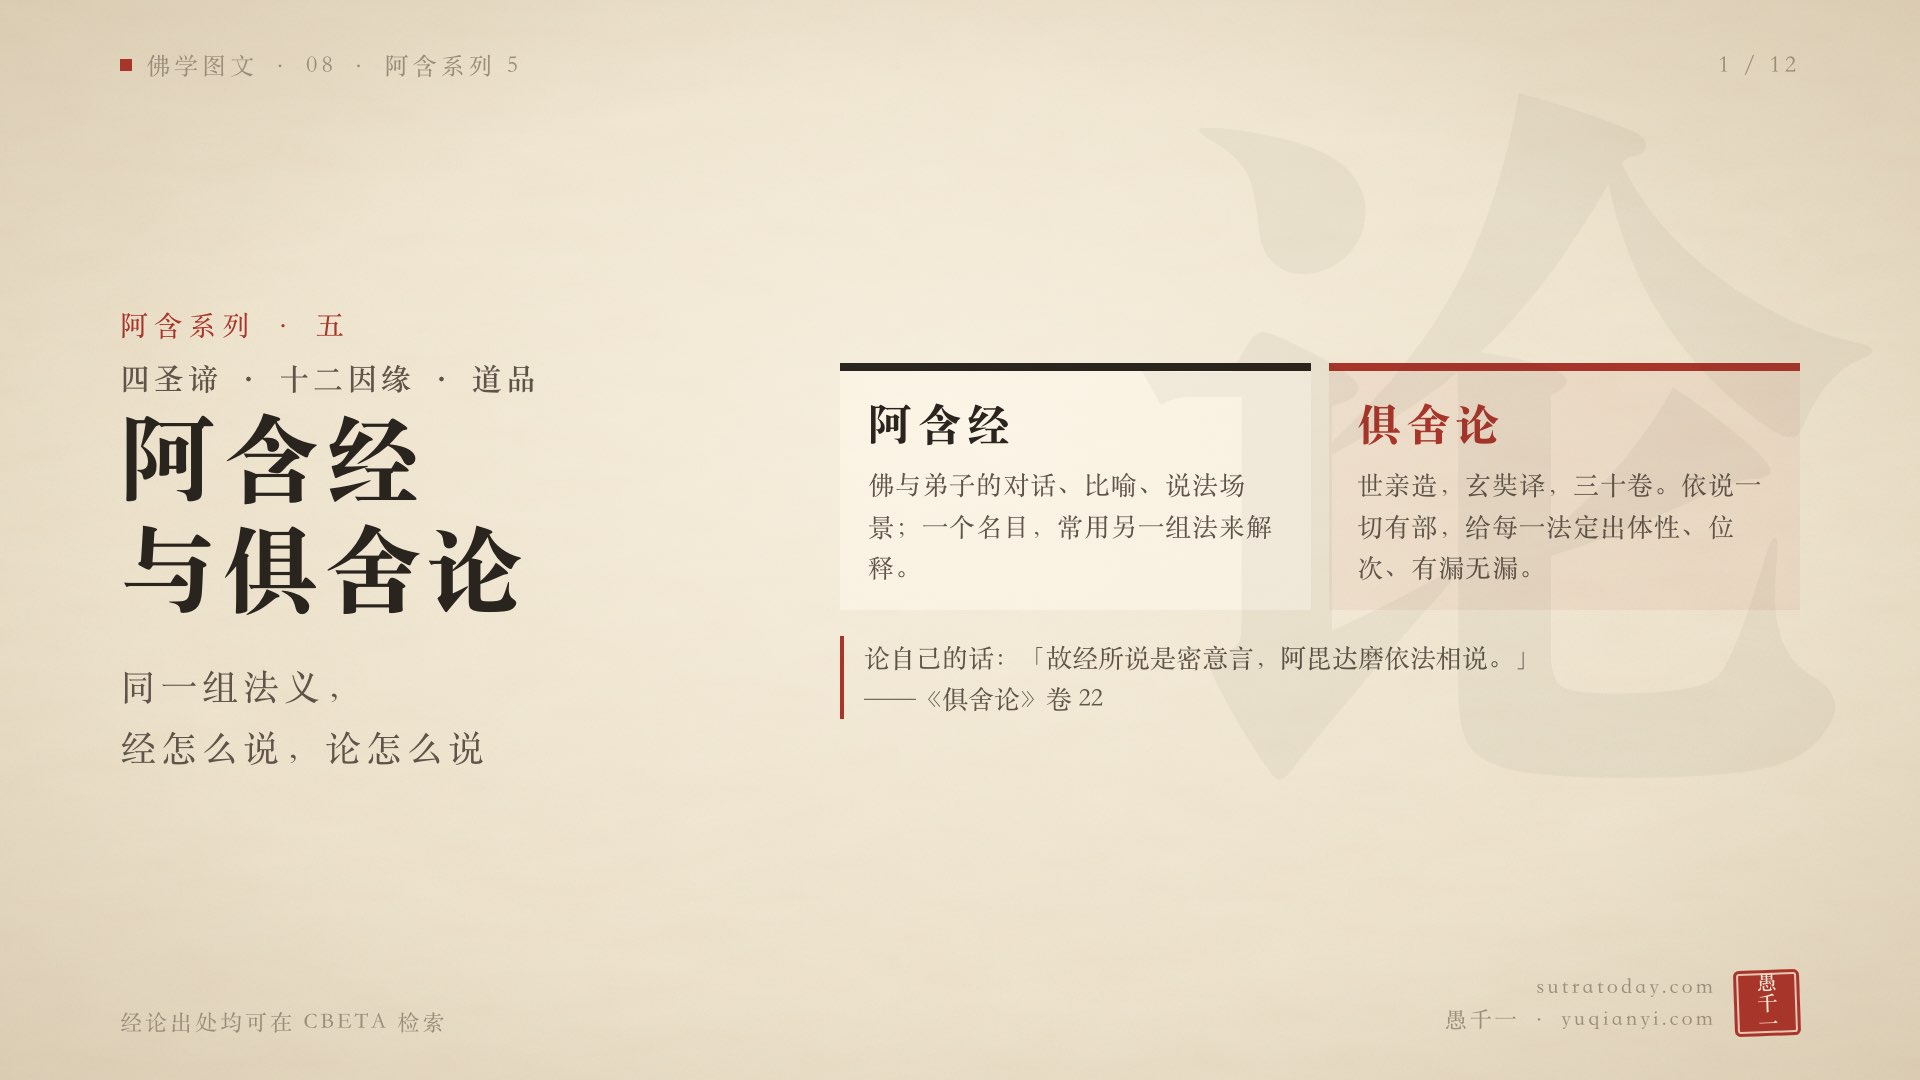 佛学图文 · 08 · 阿含系列 5
1 / 12
阿含系列 · 五
四圣谛 · 十二因缘 · 道品
阿含经
与俱舍论
同一组法义，
经怎么说，论怎么说
论
阿含经
佛与弟子的对话、比喻、说法场
景；一个名目，常用另一组法来解
释。
俱舍论
世亲造，玄奘译，三十卷。依说一
切有部，给每一法定出体性、位
次、有漏无漏。
论自己的话：「故经所说是密意言，阿毘达磨依法相说。」
——《俱舍论》卷 22
经论出处均可在 CBETA 检索
sutratoday.com
愚千一 · yuqianyi.com
愚千一